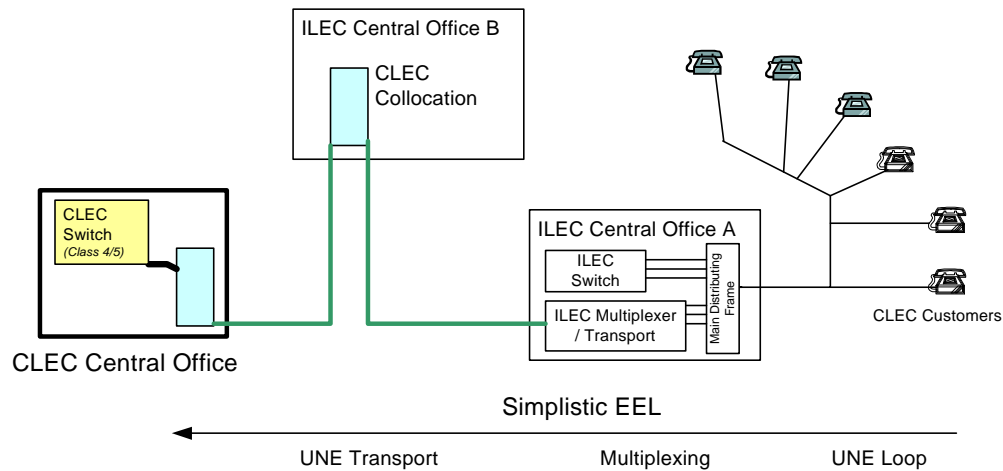 ILEC Central Office B
CLEC
Collocation
CLEC
Switch
(Class 4/5)
CLEC Central Office
ILEC Central Office A
ILEC
Switch
ILEC Multiplexer
/ Transport
Main Distributing
Frame
CLEC Customers
Simplistic EEL
UNE Transport
Multiplexing
UNE Loop